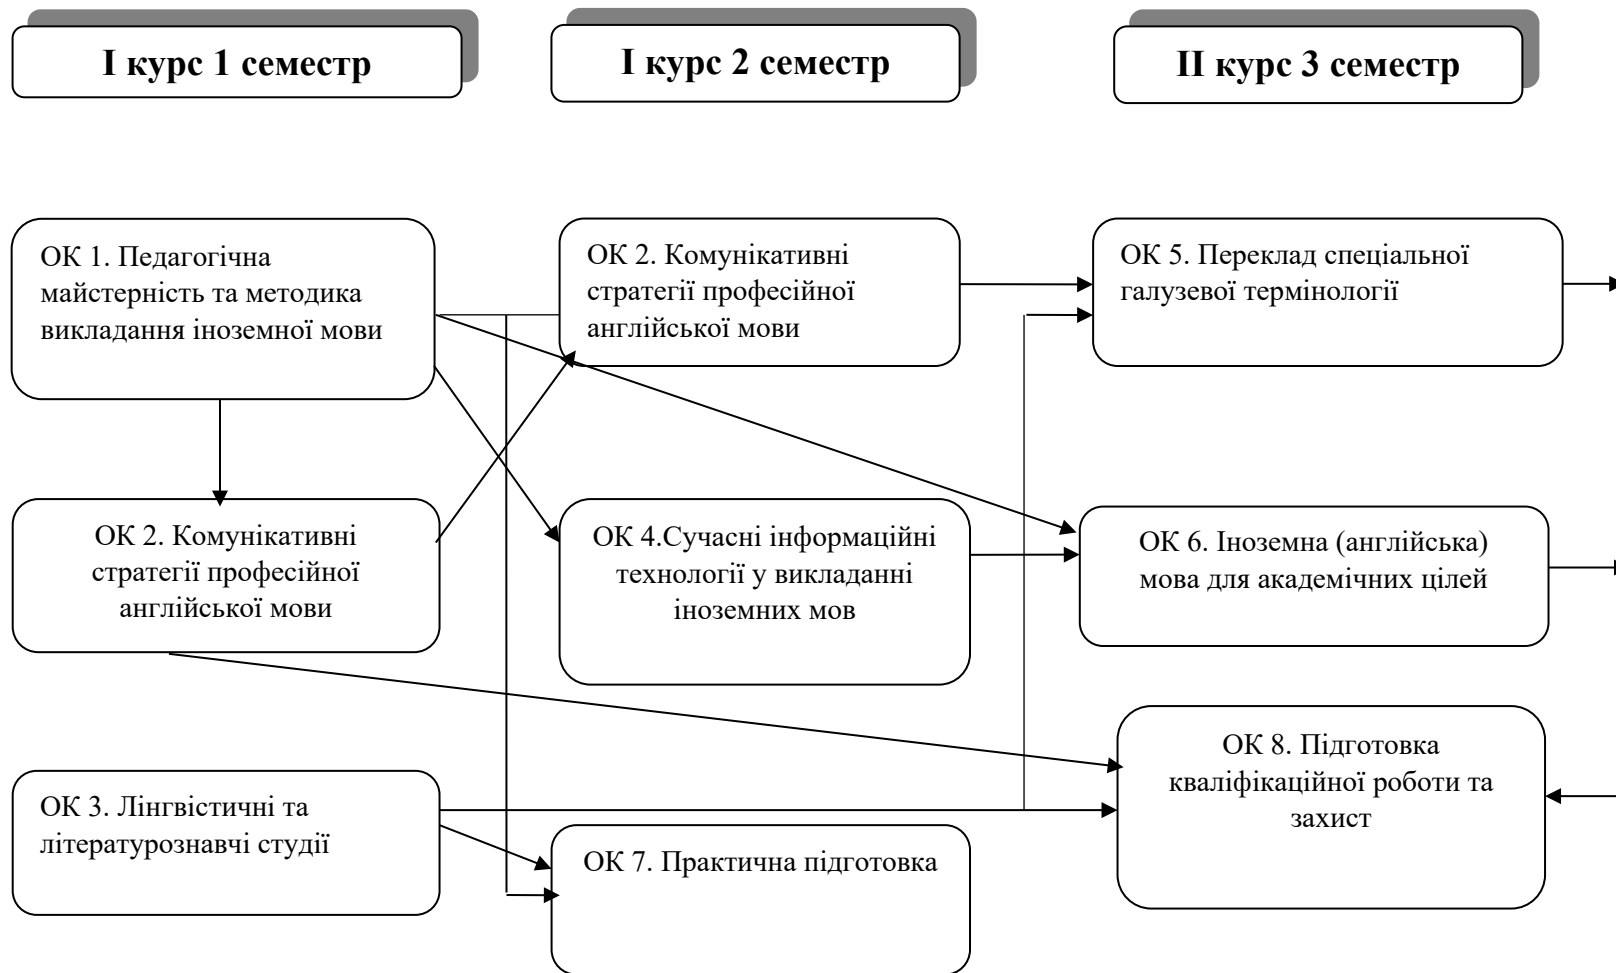 І курс 1 семестр
І курс 2 семестр
ІІ курс 3 семестр
ОК 1. Педагогічна
майстерність та методика
викладання іноземної мови
ОК 2. Комунікативні
стратегії професійної
англійської мови
ОК 5. Переклад спеціальної
галузевої термінології
ОК 2. Комунікативні
стратегії професійної
англійської мови
ОК 4.Сучасні інформаційні
технології у викладанні
іноземних мов
ОК 6. Іноземна (англійська)
мова для академічних цілей
ОК 3. Лінгвістичні та
літературознавчі студії
ОК 7. Практична підготовка
ОК 8. Підготовка
кваліфікаційної роботи та
захист